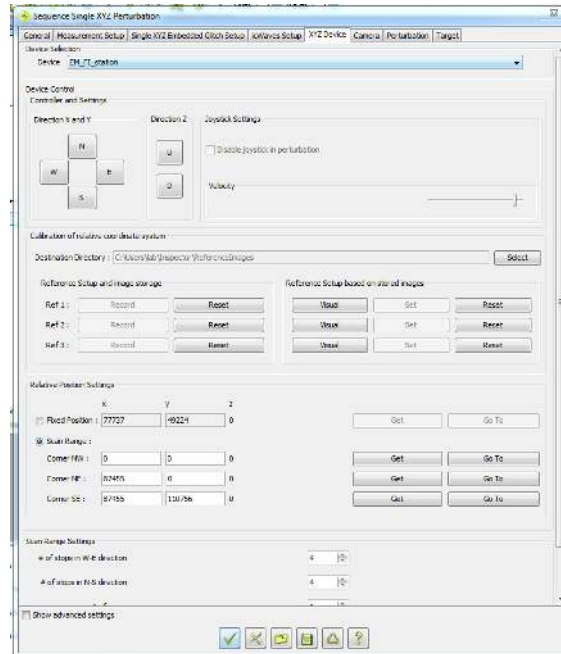 Sequence Single XYZ Perturbation
General Measurement Setup Single XYZ Embedded Glitch Setup icWaves Setup XYZ Device Camera Perturbation Target
Device Selection
Device EM_FI_station
Device Control
Controller and Settings
Direction X and Y Direction Z Joystick Settings
N
U
Disable joystick in perturbation
W E
D
Velocity
S
Calibration of relative coordinate system
Destination Directory : C:\Users\lab\Inspector\ReferenceImages Select
Reference Setup and image storage Reference Setup based on stored images
Ref 1 : Record Reset Visual Set Reset
Ref 2 : Record Reset Visual Set Reset
Ref 3 : Record Reset Visual Set Reset
Relative Position Settings
X Y Z
Fixed Position : 77737 49224 0 Get Go To
Scan Range :
Corner NW : 0 0 0 Get Go To
Corner NE : 87455 0 0 Get Go To
Corner SE : 87455 110756 0 Get Go To
Scan Range Settings
# of stops in W-E direction 4
# of stops in N-S direction 4
Show advanced settings
?